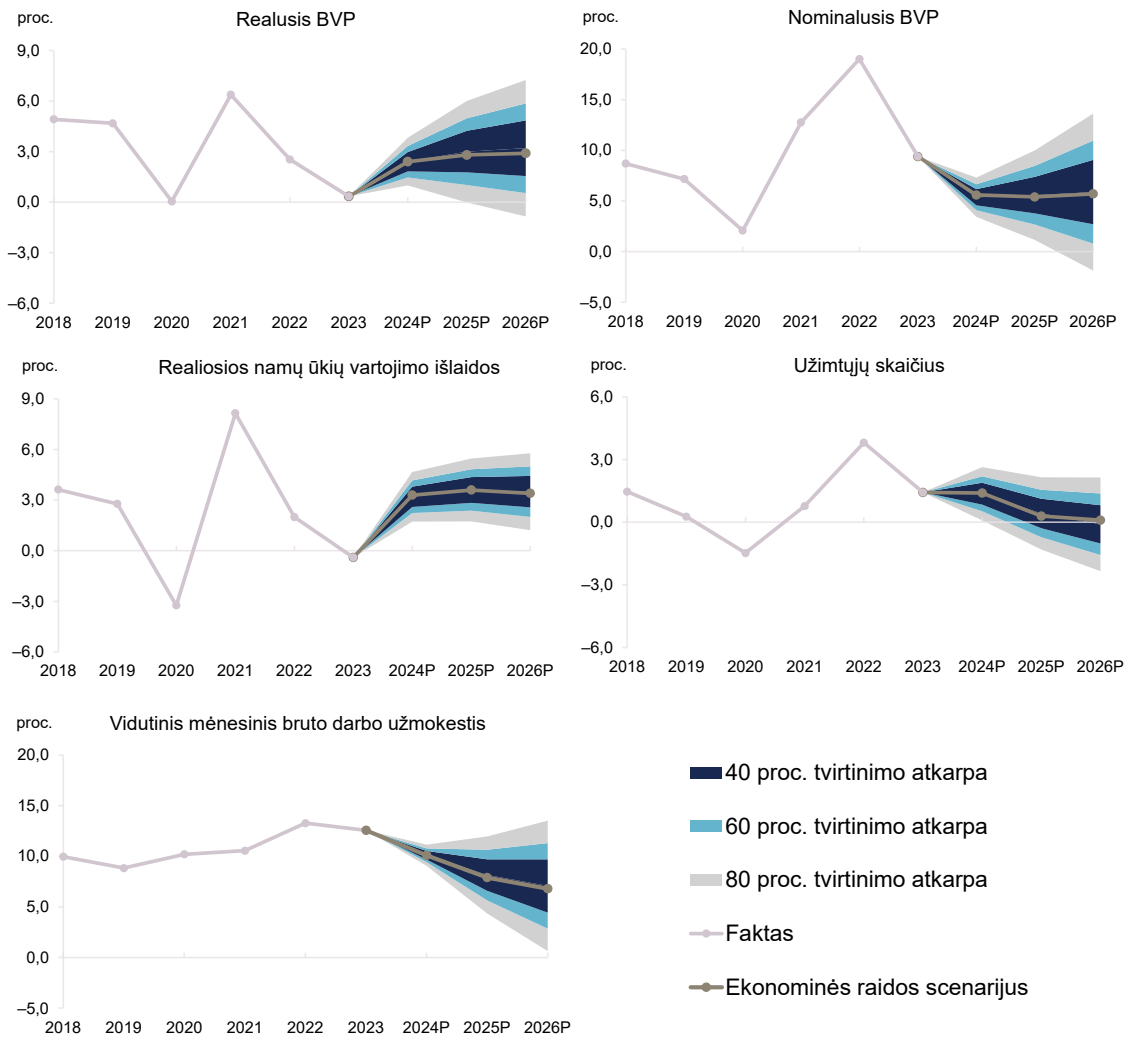 proc.
Realusis BVP
9,0
6,0
3,0
0,0
–3,0
–6,0
2018 2019 2020 2021 2022 2023 2024P 2025P 2026P
proc.
Nominalusis BVP
20,0
15,0
10,0
5,0
0,0
–5,0
2018 2019 2020 2021 2022 2023 2024P 2025P 2026P
proc.
Realiosios namų ūkių vartojimo išlaidos
9,0
6,0
3,0
0,0
–3,0
–6,0
2018 2019 2020 2021 2022 2023 2024P 2025P 2026P
proc.
Užimtųjų skaičius
6,0
3,0
0,0
–3,0
–6,0
2018 2019 2020 2021 2022 2023 2024P 2025P 2026P
proc.
Vidutinis mėnesinis bruto darbo užmokestis
20,0
15,0
10,0
5,0
0,0
–5,0
2018 2019 2020 2021 2022 2023 2024P 2025P 2026P
40 proc. tvirtinimo atkarpa
60 proc. tvirtinimo atkarpa
80 proc. tvirtinimo atkarpa
Faktas
Ekonominės raidos scenarijus